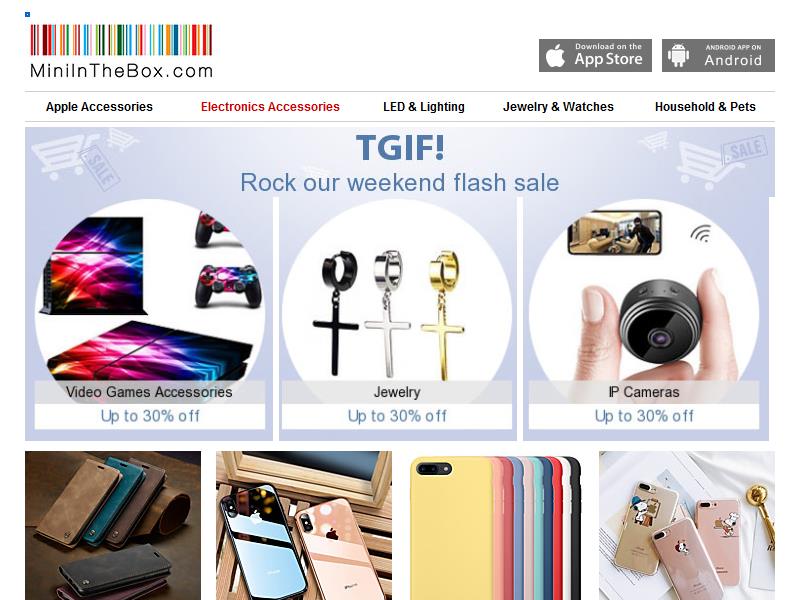 MiniInTheBox.com
Download on the
App Store
ANDROID APP ON
Android
Apple Accessories
Electronics Accessories
LED & Lighting
Jewelry & Watches
Household & Pets
TGIF!
SALE
SALE
Rock our weekend flash sale
Video Games Accessories
Jewelry
IP Cameras
Up to 30% off
Up to 30% off
Up to 30% off